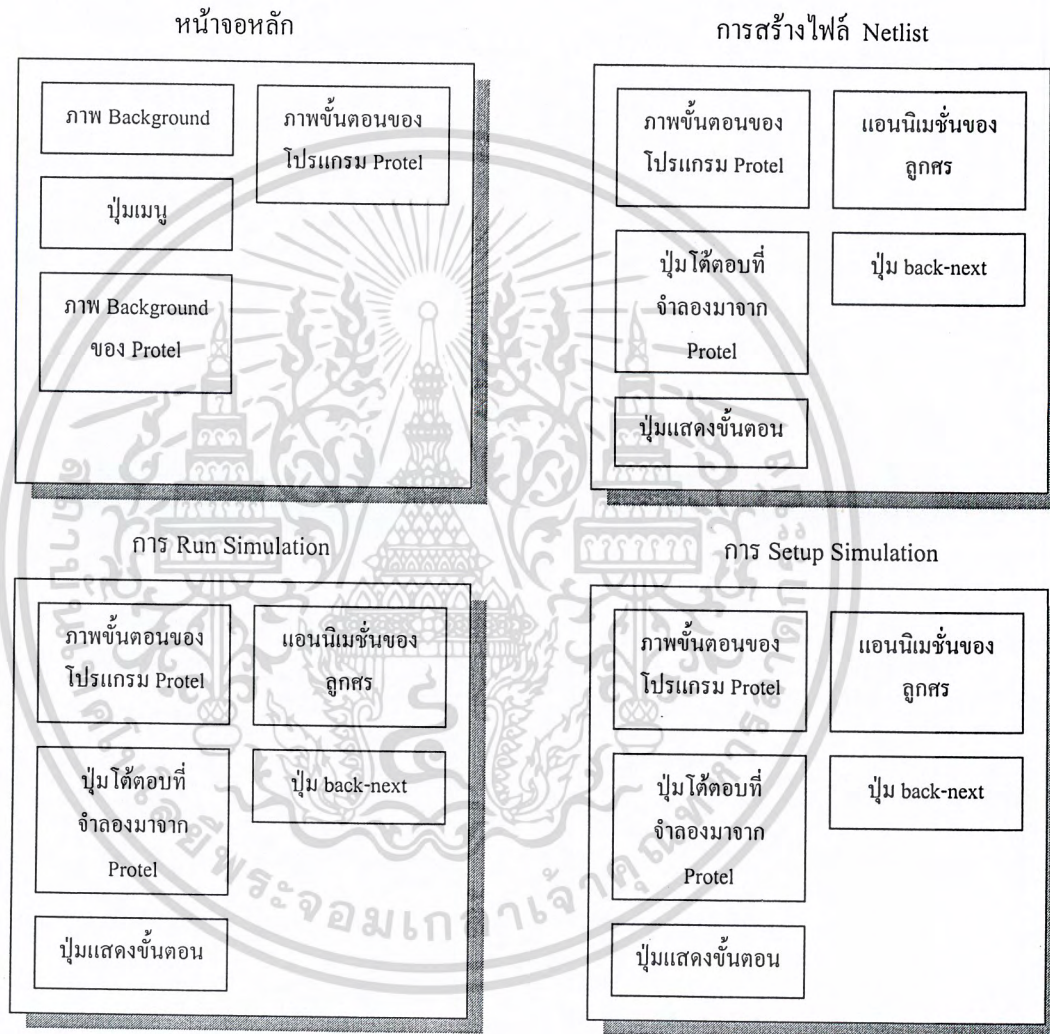 หน้าจอหลัก
ภาพ Background
ปุ่มเมนู
ภาพ Background
ของ Protel
ภาพขั้นตอนของ
โปรแกรม Protel
การสร้างไฟล์ Netlist
ภาพขั้นตอนของ
โปรแกรม Protel
แอนนิเมชั่นของ
ลูกศร
ปุ่มโต้ตอบที่
จำลองมาจาก
Protel
ปุ่ม back-next
ปุ่มแสดงขั้นตอน
การ Run Simulation
ภาพขั้นตอนของ
โปรแกรม Protel
แอนนิเมชั่นของ
ลูกศร
ปุ่มโต้ตอบที่
จำลองมาจาก
Protel
ปุ่ม back-next
ปุ่มแสดงขั้นตอน
การ Setup Simulation
ภาพขั้นตอนของ
โปรแกรม Protel
แอนนิเมชั่นของ
ลูกศร
ปุ่มโต้ตอบที่
จำลองมาจาก
Protel
ปุ่ม back-next
ปุ่มแสดงขั้นตอน